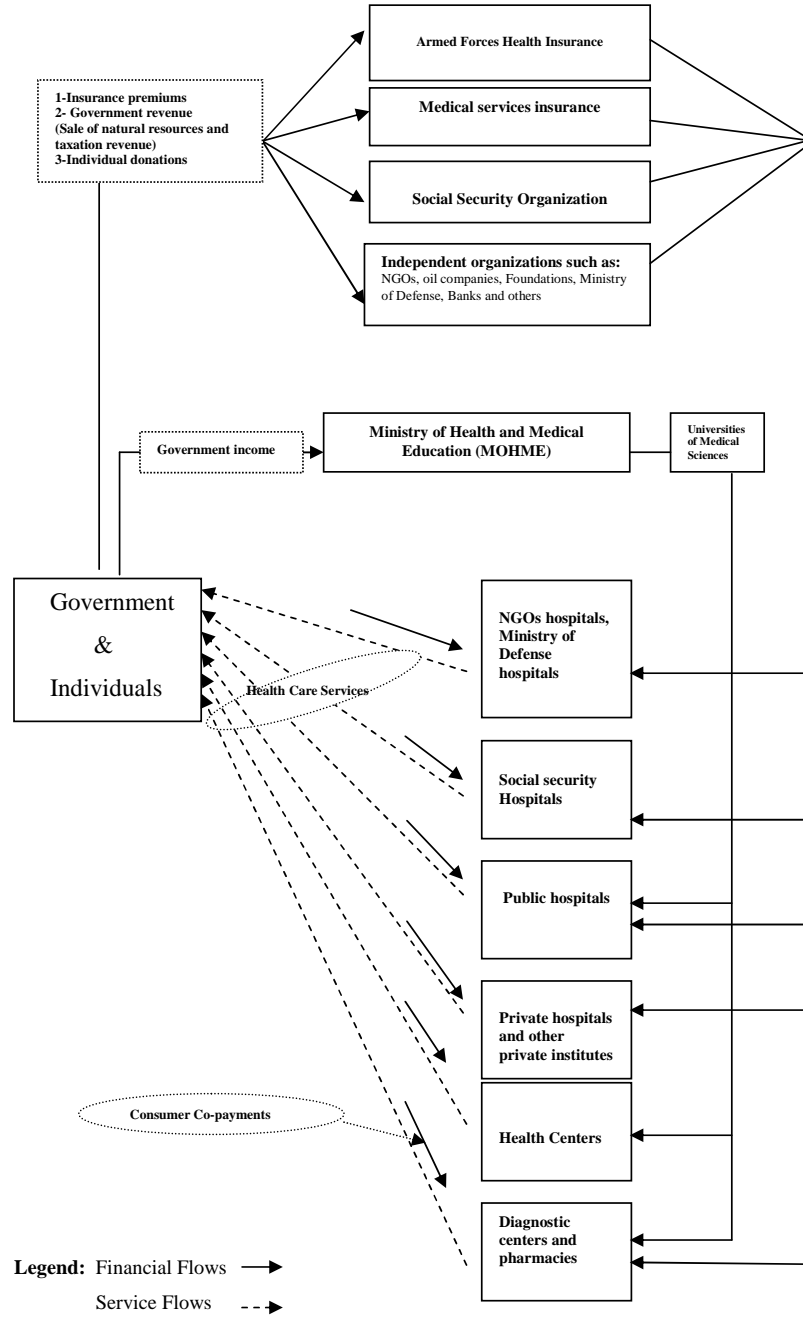 Armed Forces Health Insurance
1-Insurance premiums
2- Government revenue
(Sale of natural resources and
taxation revenue)
3-Individual donations
Medical services insurance
Social Security Organization
Independent organizations such as:
NGOs, oil companies, Foundations, Ministry
of Defense, Banks and others
Government income
Ministry of Health and Medical
Education (MOHME)
Universities
of Medical
Sciences
Government
&
Individuals
NGOs hospitals,
Ministry of
Defense
hospitals
Health Care Services
Social security
Hospitals
Public hospitals
Private hospitals
and other
private institutes
Consumer Co-payments
Health Centers
Diagnostic
centers and
pharmacies
Legend: Financial Flows
Service Flows